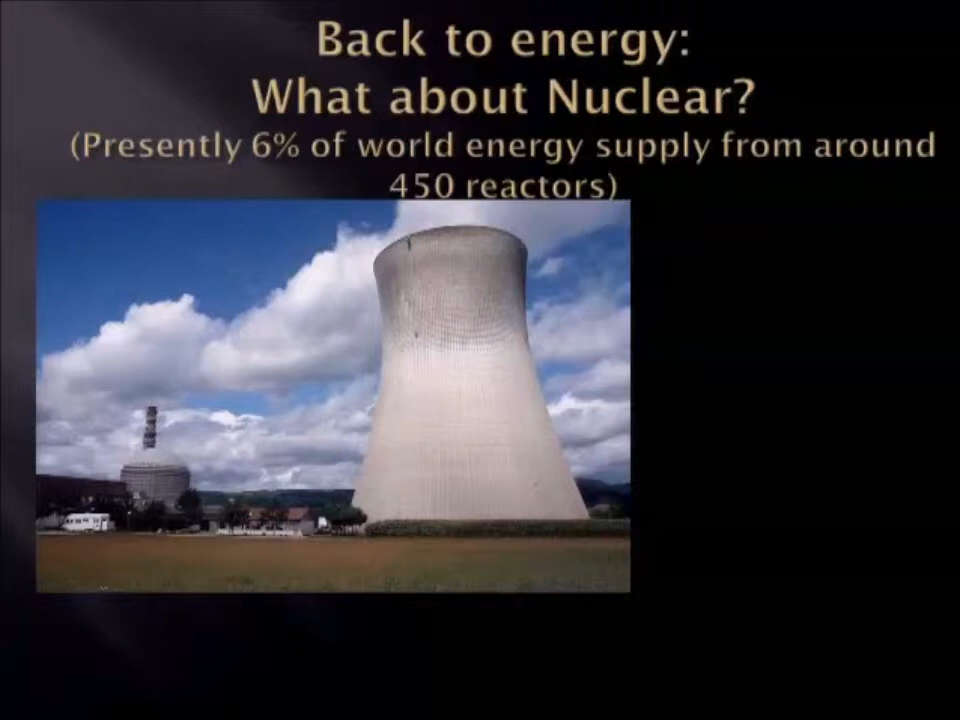 Back to energy:
What about Nuclear?
(Presently 6% of world energy supply from around
450 reactors)